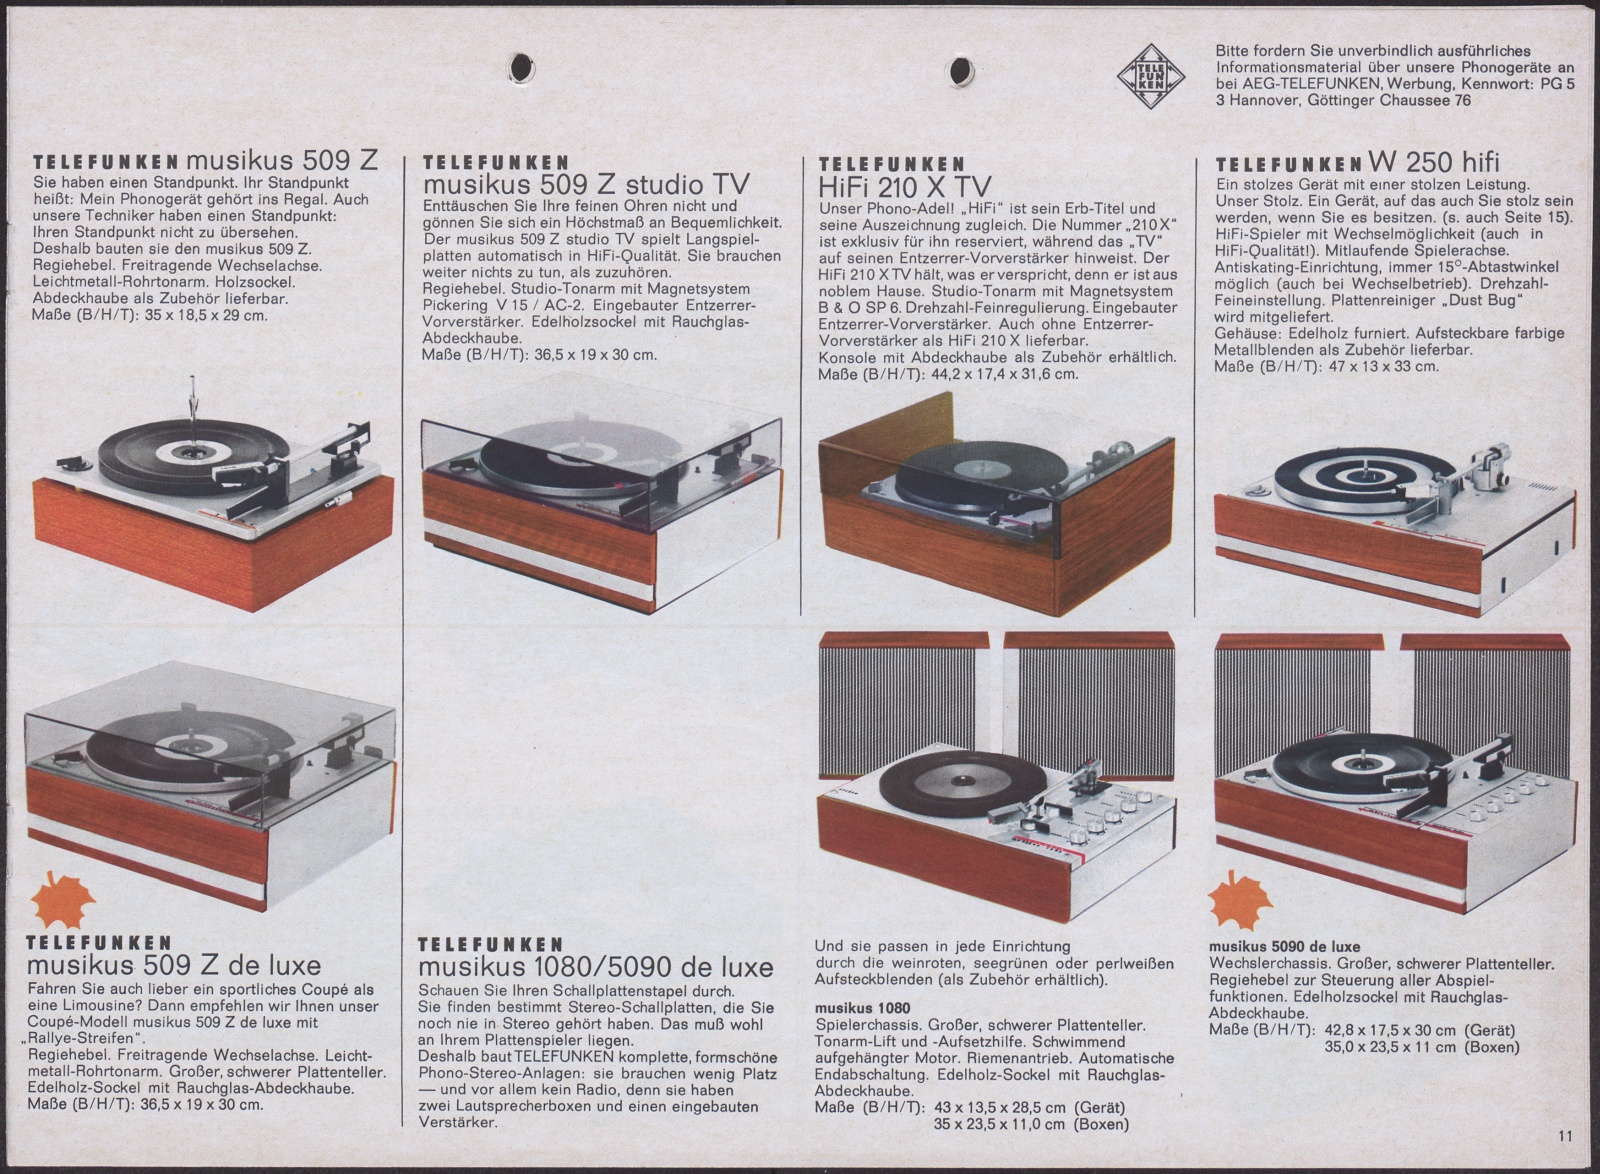 TELE
FUN
KEN
Bitte fordern Sie unverbindlich ausführliches
Informationsmaterial über unsere Phonogeräte an
bei AEG-TELEFUNKEN, Werbung, Kennwort: PG 5
3 Hannover, Göttinger Chaussee 76
TELEFUNKEN musikus 509 Z
Sie haben einen Standpunkt. Ihr Standpunkt
heißt: Mein Phonogerät gehört ins Regal. Auch
unsere Techniker haben einen Standpunkt:
Ihren Standpunkt nicht zu übersehen.
Deshalb bauten sie den musikus 509 Z.
Regiehebel. Freitragende Wechselachse.
Leichtmetall-Rohrtonarm. Holzsockel.
Abdeckhaube als Zubehör lieferbar.
Maße (B/H/T): 35 x 18,5 x 29 cm.
TELEFUNKEN
musikus 509 Z studio TV
Enttäuschen Sie Ihre feinen Ohren nicht und
gönnen Sie sich ein Höchstmaß an Bequemlichkeit.
Der musikus 509 Z studio TV spielt Langspiel-
platten automatisch in HiFi-Qualität. Sie brauchen
weiter nichts zu tun, als zuzuhören.
Regiehebel. Studio-Tonarm mit Magnetsystem
Pickering V 15 / AC-2. Eingebauter Entzerrer-
Vorverstärker. Edelholzsockel mit Rauchglas-
Abdeckhaube.
Maße (B/H/T): 36,5 x 19 x 30 cm.
TELEFUNKEN
HiFi 210 X TV
Unser Phono-Adel! „HiFi“ ist sein Erb-Titel und
seine Auszeichnung zugleich. Die Nummer „210 X“
ist exklusiv für ihn reserviert, während das „TV“
auf seinen Entzerrer-Vorverstärker hinweist. Der
HiFi 210 X TV hält, was er verspricht, denn er ist aus
noblem Hause. Studio-Tonarm mit Magnetsystem
B & O SP 6. Drehzahl-Feinregulierung. Eingebauter
Entzerrer-Vorverstärker. Auch ohne Entzerrer-
Vorverstärker als HiFi 210 X lieferbar.
Konsole mit Abdeckhaube als Zubehör erhältlich.
Maße (B/H/T): 44,2 x 17,4 x 31,6 cm.
TELEFUNKEN W 250 hifi
Ein stolzes Gerät mit einer stolzen Leistung.
Unser Stolz. Ein Gerät, auf das auch Sie stolz sein
werden, wenn Sie es besitzen. (s. auch Seite 15).
HiFi-Spieler mit Wechselmöglichkeit (auch in
HiFi-Qualität!). Mitlaufende Spielerachse.
Antiskating-Einrichtung, immer 15°-Abtastwinkel
möglich (auch bei Wechselbetrieb). Drehzahl-
Feineinstellung. Plattenreiniger „Dust Bug“
wird mitgeliefert.
Gehäuse: Edelholz furniert. Aufsteckbare farbige
Metallblenden als Zubehör lieferbar.
Maße (B/H/T): 47 x 13 x 33 cm.
TELEFUNKEN
musikus 509 Z de luxe
Fahren Sie auch lieber ein sportliches Coupé als
eine Limousine? Dann empfehlen wir Ihnen unser
Coupé-Modell musikus 509 Z de luxe mit
„Rallye-Streifen“.
Regiehebel. Freitragende Wechselachse. Leicht-
metall-Rohrtonarm. Großer, schwerer Plattenteller.
Edelholz-Sockel mit Rauchglas-Abdeckhaube.
Maße (B/H/T): 36,5 x 19 x 30 cm.
TELEFUNKEN
musikus 1080/5090 de luxe
Schauen Sie Ihren Schallplattenstapel durch.
Sie finden bestimmt Stereo-Schallplatten, die Sie
noch nie in Stereo gehört haben. Das muß wohl
an Ihrem Plattenspieler liegen.
Deshalb baut TELEFUNKEN komplette, formschöne
Phono-Stereo-Anlagen: sie brauchen wenig Platz
— und vor allem kein Radio, denn sie haben
zwei Lautsprecherboxen und einen eingebauten
Verstärker.
Und sie passen in jede Einrichtung
durch die weinroten, seegrünen oder perlweißen
Aufsteckblenden (als Zubehör erhältlich).
musikus 1080
Spielerchassis. Großer, schwerer Plattenteller.
Tonarm-Lift und -Aufsetzhilfe. Schwimmend
aufgehängter Motor. Riemenantrieb. Automatische
Endabschaltung. Edelholz-Sockel mit Rauchglas-
Abdeckhaube.
Maße (B/H/T): 43 x 13,5 x 28,5 cm (Gerät)
35 x 23,5 x 11,0 cm (Boxen)
musikus 5090 de luxe
Wechslerchassis. Großer, schwerer Plattenteller.
Regiehebel zur Steuerung aller Abspiel-
funktionen. Edelholzsockel mit Rauchglas-
Abdeckhaube.
Maße (B/H/T): 42,8 x 17,5 x 30 cm (Gerät)
35,0 x 23,5 x 11 cm (Boxen)
11